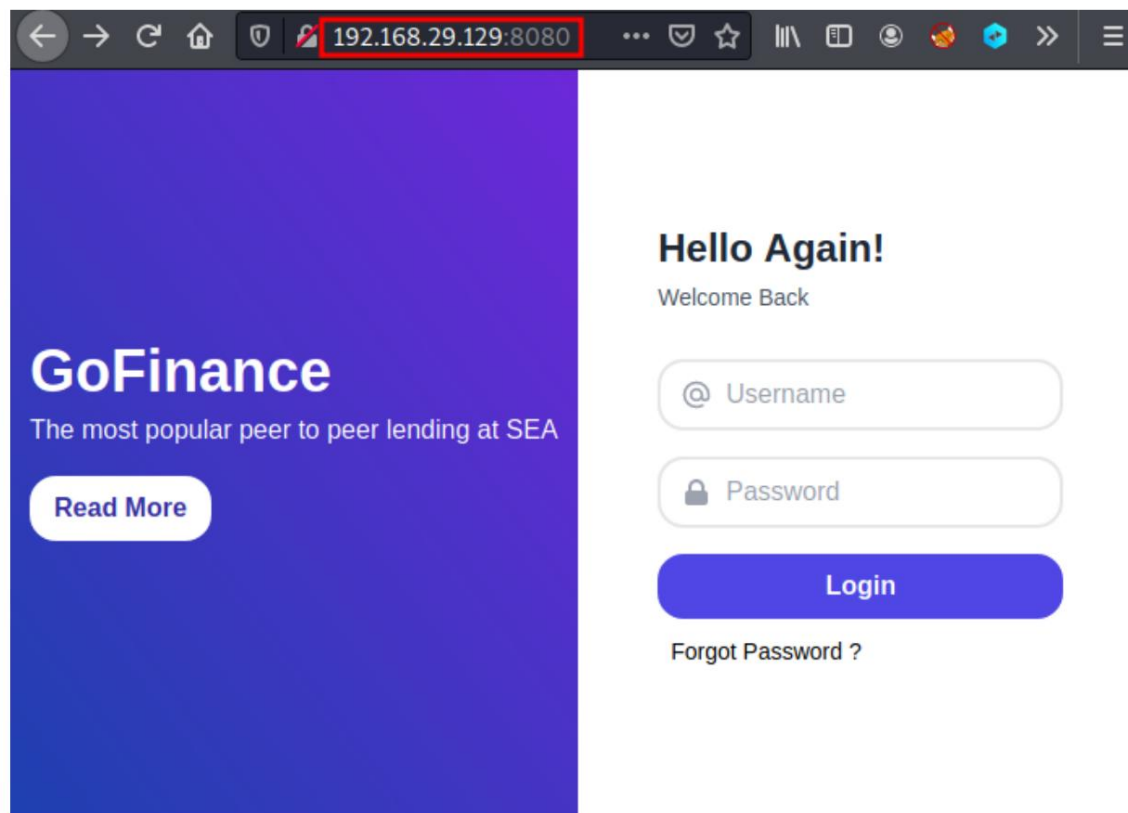 192.168.29.129:8080
GoFinance
The most popular peer to peer lending at SEA
Read More
Hello Again!
Welcome Back
Username
Password
Login
Forgot Password ?